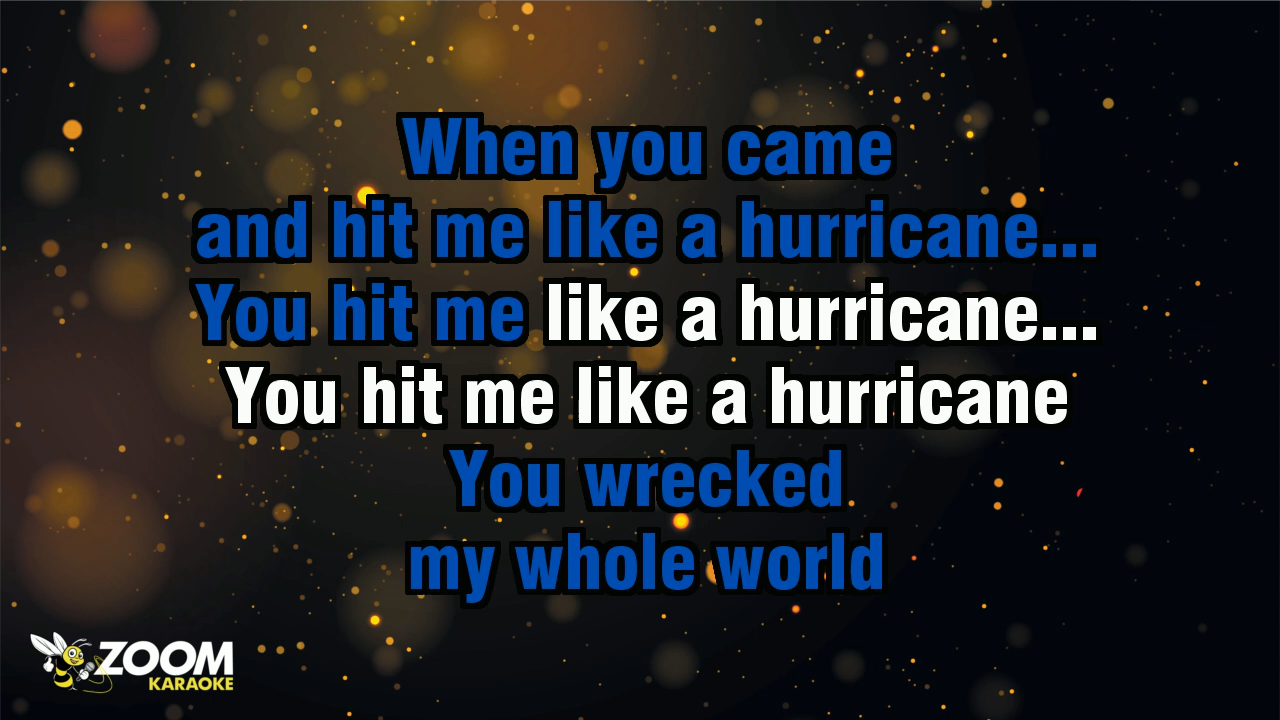 When you came
and hit me like a hurricane...
You hit me like a hurricane...
You hit me like a hurricane
You wrecked
my whole world
ZOOM
KARAOKE